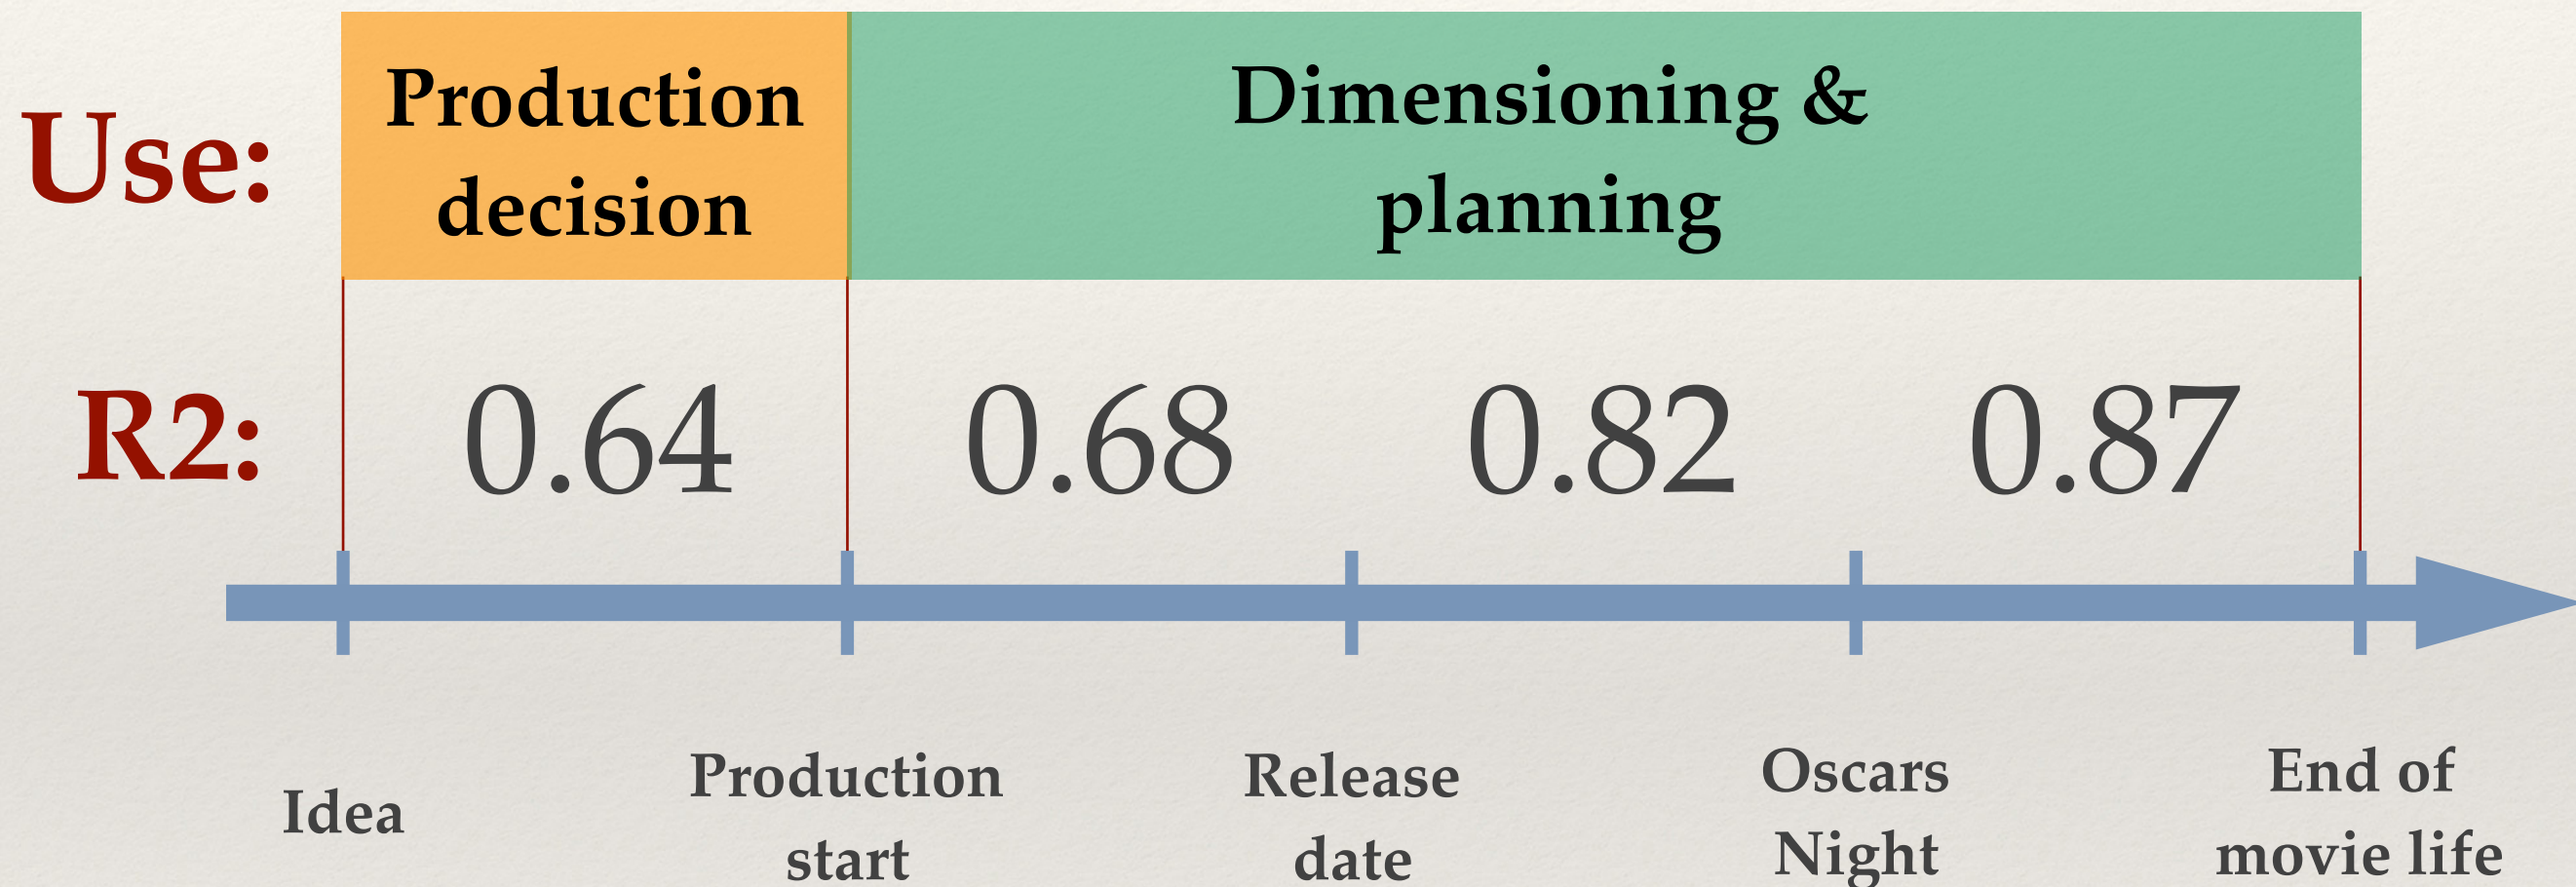 Use:
Production
decision
Dimensioning &
planning
R2:
0.64
0.68
0.82
0.87
Idea
Production
start
Release
date
Oscars
Night
End of
movie life